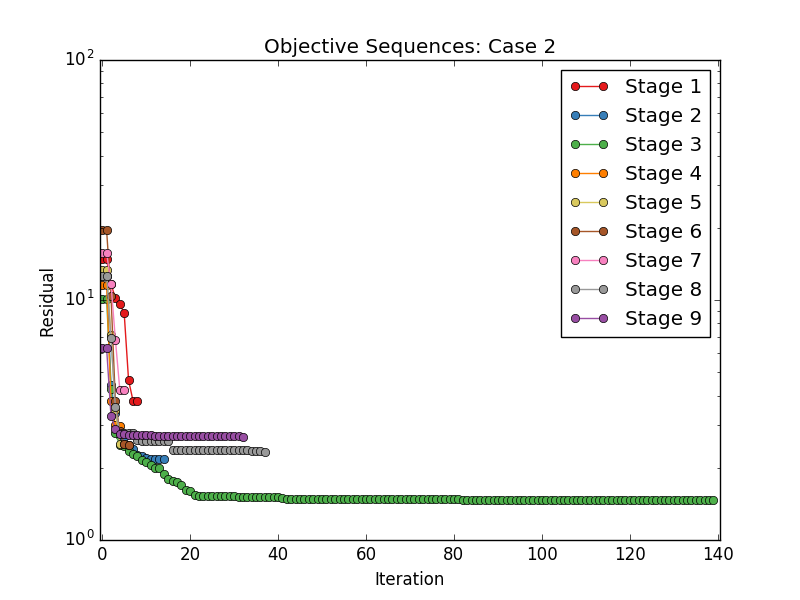 Objective Sequences: Case 2
10^2
10^1
10^0
Residual
Stage 1
Stage 2
Stage 3
Stage 4
Stage 5
Stage 6
Stage 7
Stage 8
Stage 9
0 20 40 60 80 100 120 140
Iteration